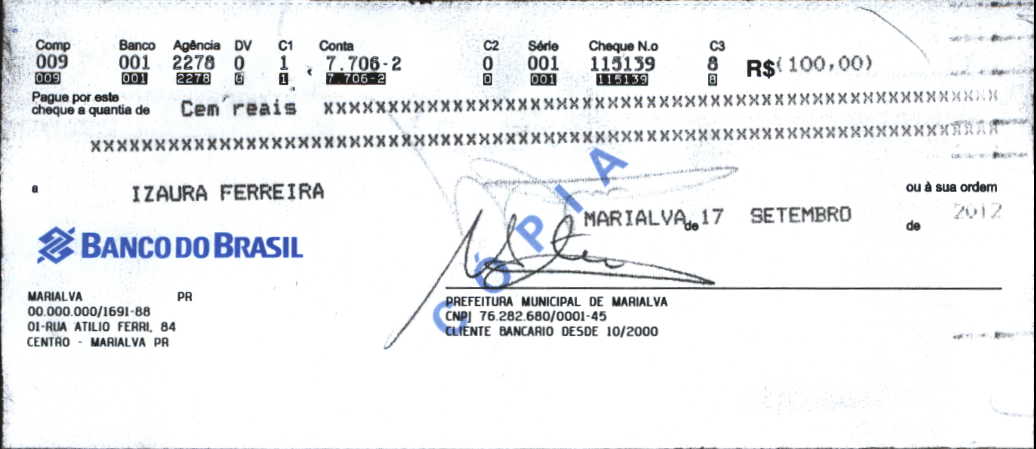 Comp Banco Agência DV C1 Conta C2 Série Cheque N.o C3
009 001 2278 0 1 7.706-2 0 001 115139 8 R$(100,00)
009 001 2278 0 1 7.706-2 0 001 115139 8
Pague por este
cheque a quantia de Cem reais XXXXXXXXXXXXXXXXXXXXXXXXXXXXXXXXXXXXXXXXXXXXXXXXXXXXXXXX
XXXXXXXXXXXXXXXXXXXXXXXXXXXXXXXXXXXXXXXXXXXXXXXXXXXXXXXXXXXXXXXXXXXXXXXXXXX
a IZAURA FERREIRA ou à sua ordem
MARIALVA de 17 SETEMBRO de 2012
BANCO DO BRASIL
CÓPIA
MARIALVA PR
00.000.000/1691-88
01-RUA ATILIO FERRI, 84
CENTRO - MARIALVA PR
PREFEITURA MUNICIPAL DE MARIALVA
CNPJ 76.282.680/0001-45
CLIENTE BANCARIO DESDE 10/2000